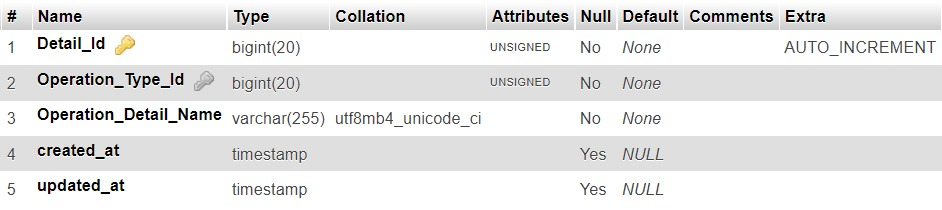 # Name Type Collation Attributes Null Default Comments Extra
1 Detail_Id bigint(20) UNSIGNED No None AUTO_INCREMENT
2 Operation_Type_Id bigint(20) UNSIGNED No None
3 Operation_Detail_Name varchar(255) utf8mb4_unicode_ci No None
4 created_at timestamp Yes NULL
5 updated_at timestamp Yes NULL